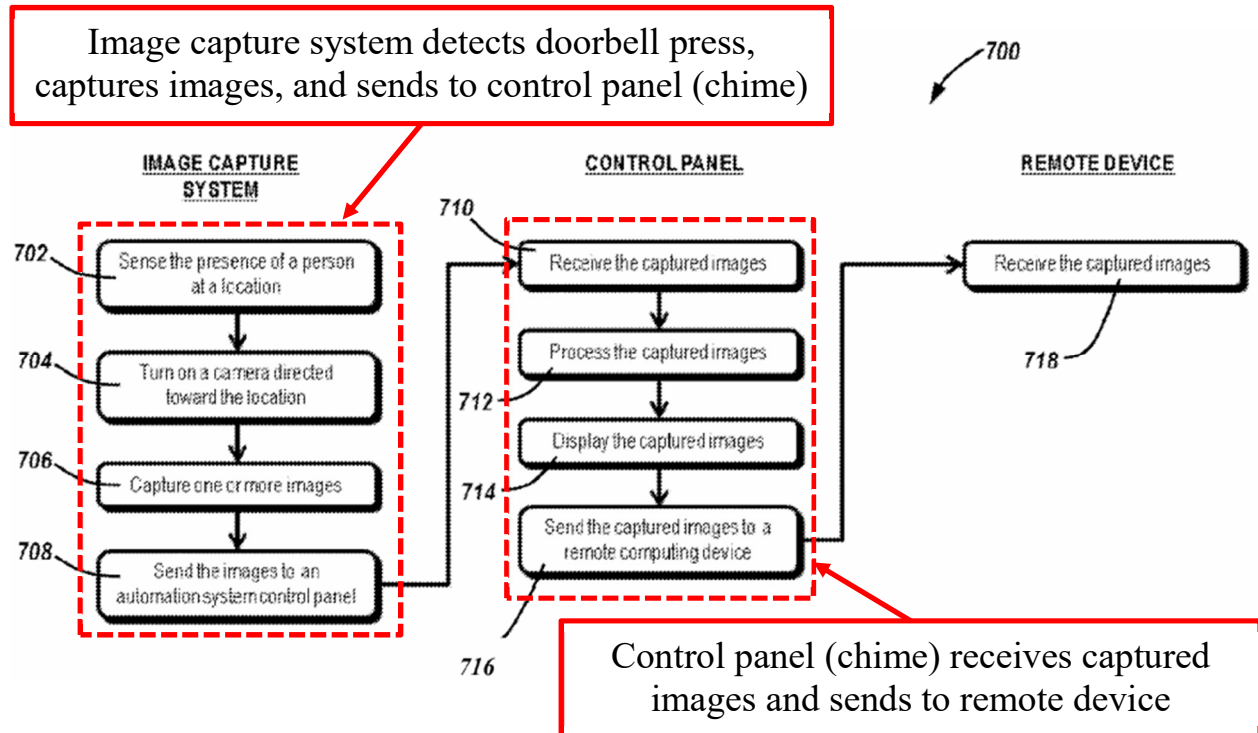 Image capture system detects doorbell press,
captures images, and sends to control panel (chime)
700
IMAGE CAPTURE
SYSTEM
702
Sense the presence of a person
at a location
704
Turn on a camera directed
toward the location
706
Capture one or more images
708
Send the images to an
automation system control panel
CONTROL PANEL
710
Receive the captured images
Process the captured images
712
Display the captured images
714
Send the captured images to a
remote computing device
716
REMOTE DEVICE
Receive the captured images
718
Control panel (chime) receives captured
images and sends to remote device